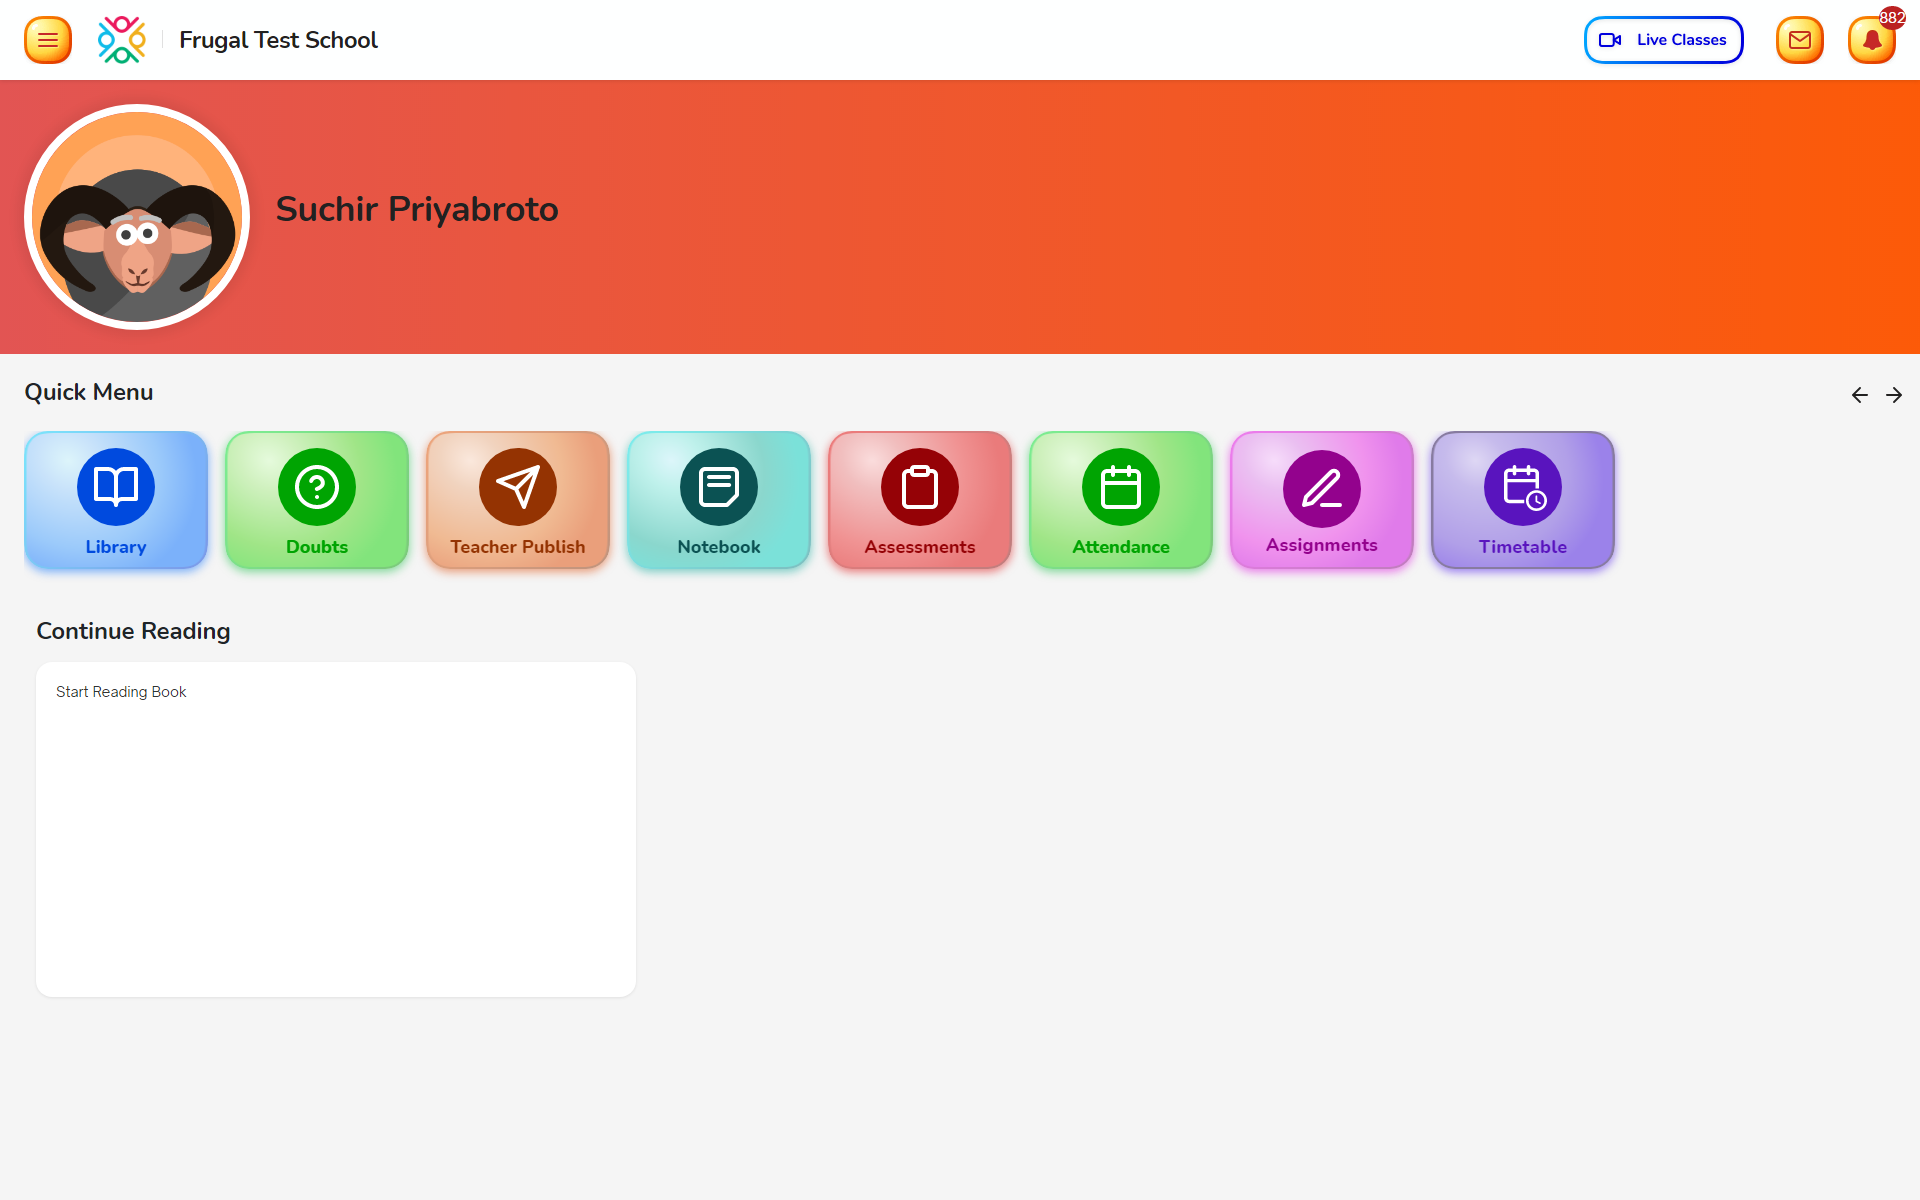 Frugal Test School
Live Classes
882
Suchir Priyabroto
Quick Menu
Library
Doubts
Teacher Publish
Notebook
Assessments
Attendance
Assignments
Timetable
Continue Reading
Start Reading Book